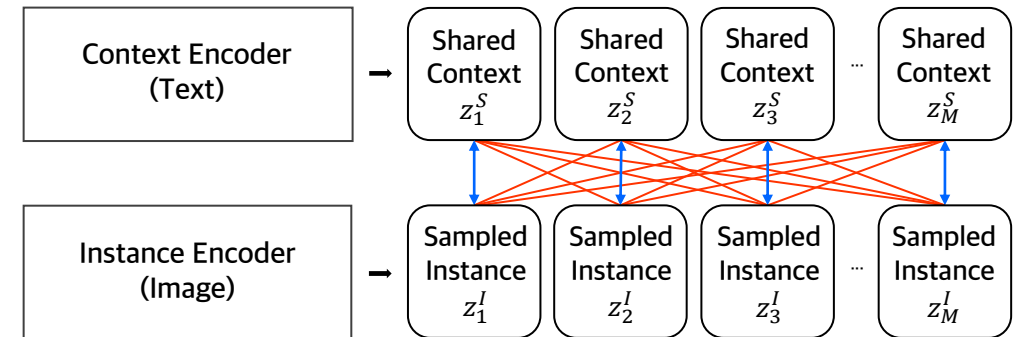 Context Encoder
(Text)
Shared
Context
z_1^S
Shared
Context
z_2^S
Shared
Context
z_3^S
...
Shared
Context
z_M^S
Instance Encoder
(Image)
Sampled
Instance
z_1^I
Sampled
Instance
z_2^I
Sampled
Instance
z_3^I
...
Sampled
Instance
z_M^I